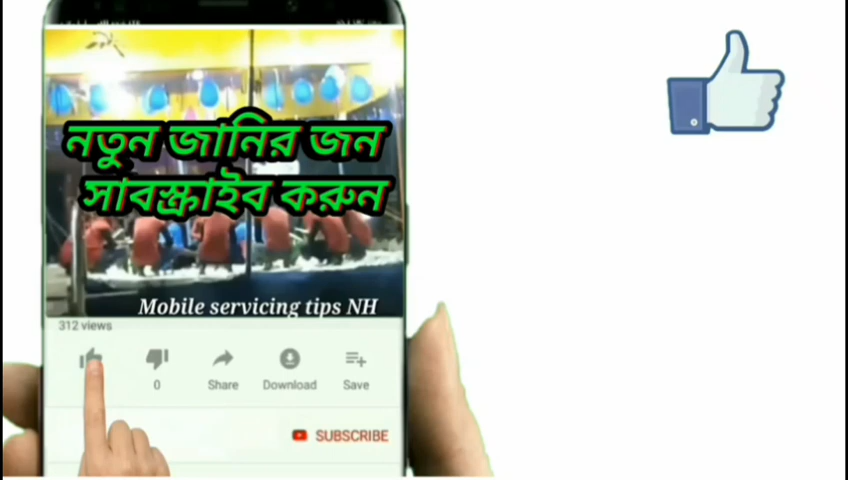 নতুন জানির জন
সাবস্ক্রাইব করুন
Mobile servicing tips NH
312 views
0 Share Download Save
SUBSCRIBE